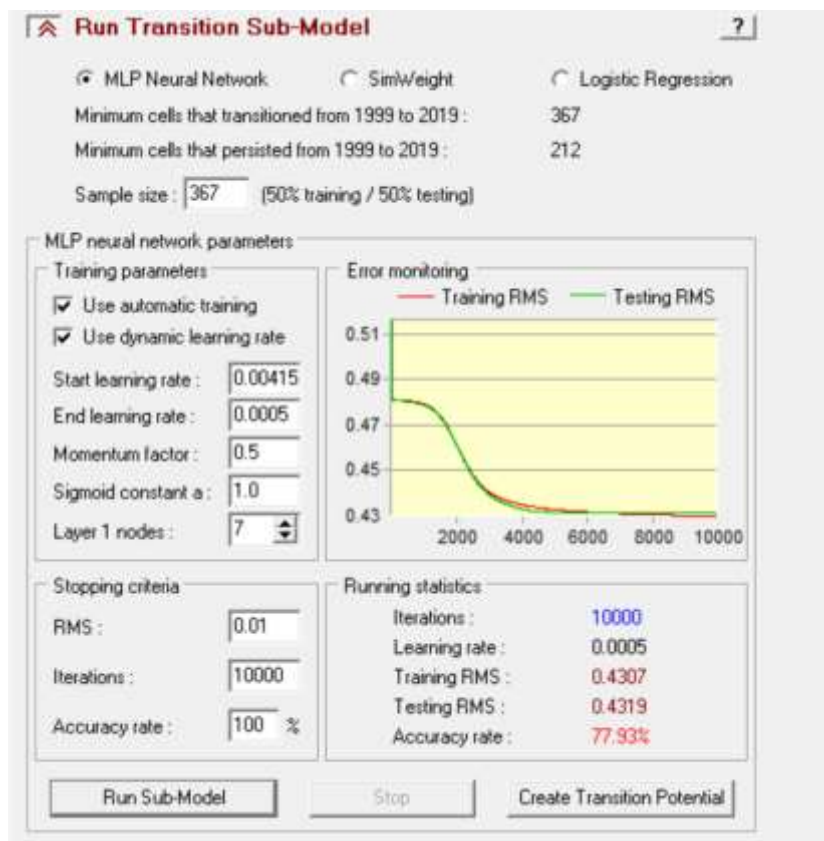 Run Transition Sub-Model ?
MLP Neural Network SimWeight Logistic Regression
Minimum cells that transitioned from 1999 to 2019 : 367
Minimum cells that persisted from 1999 to 2019 : 212
Sample size : 367 (50% training / 50% testing)
MLP neural network parameters
Training parameters
Use automatic training
Use dynamic learning rate
Start learning rate : 0.00415
End learning rate : 0.0005
Momentum factor : 0.5
Sigmoid constant a : 1.0
Layer 1 nodes : 7
Error monitoring
Training RMS Testing RMS
0.51
0.49
0.47
0.45
0.43
2000 4000 6000 8000 10000
Stopping criteria
RMS : 0.01
Iterations : 10000
Accuracy rate : 100 %
Running statistics
Iterations : 10000
Learning rate : 0.0005
Training RMS : 0.4307
Testing RMS : 0.4319
Accuracy rate : 77.93%
Run Sub-Model Stop Create Transition Potential